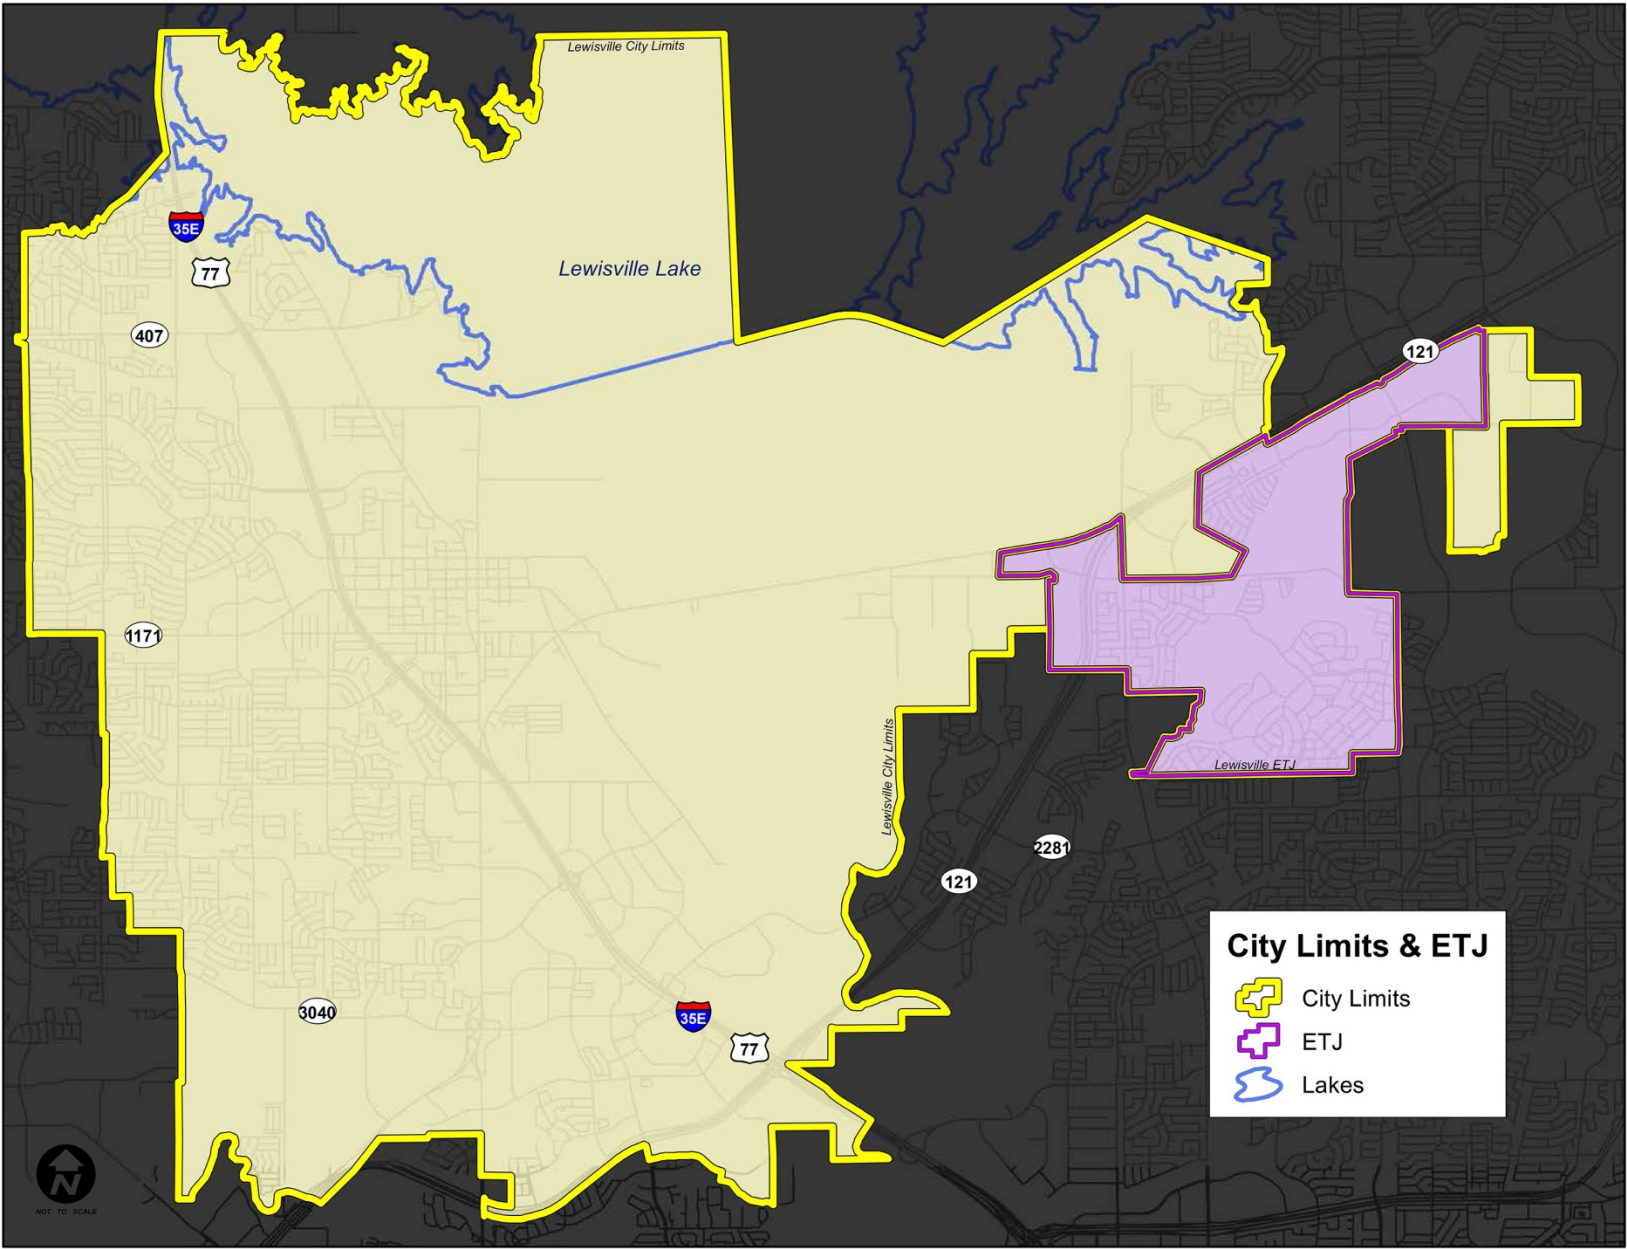 Lewisville City Limits
35E
77
Lewisville Lake
407
121
1171
Lewisville City Limits
Lewisville ETJ
2281
121
3040
35E
77
City Limits & ETJ
City Limits
ETJ
Lakes
N
NOT TO SCALE